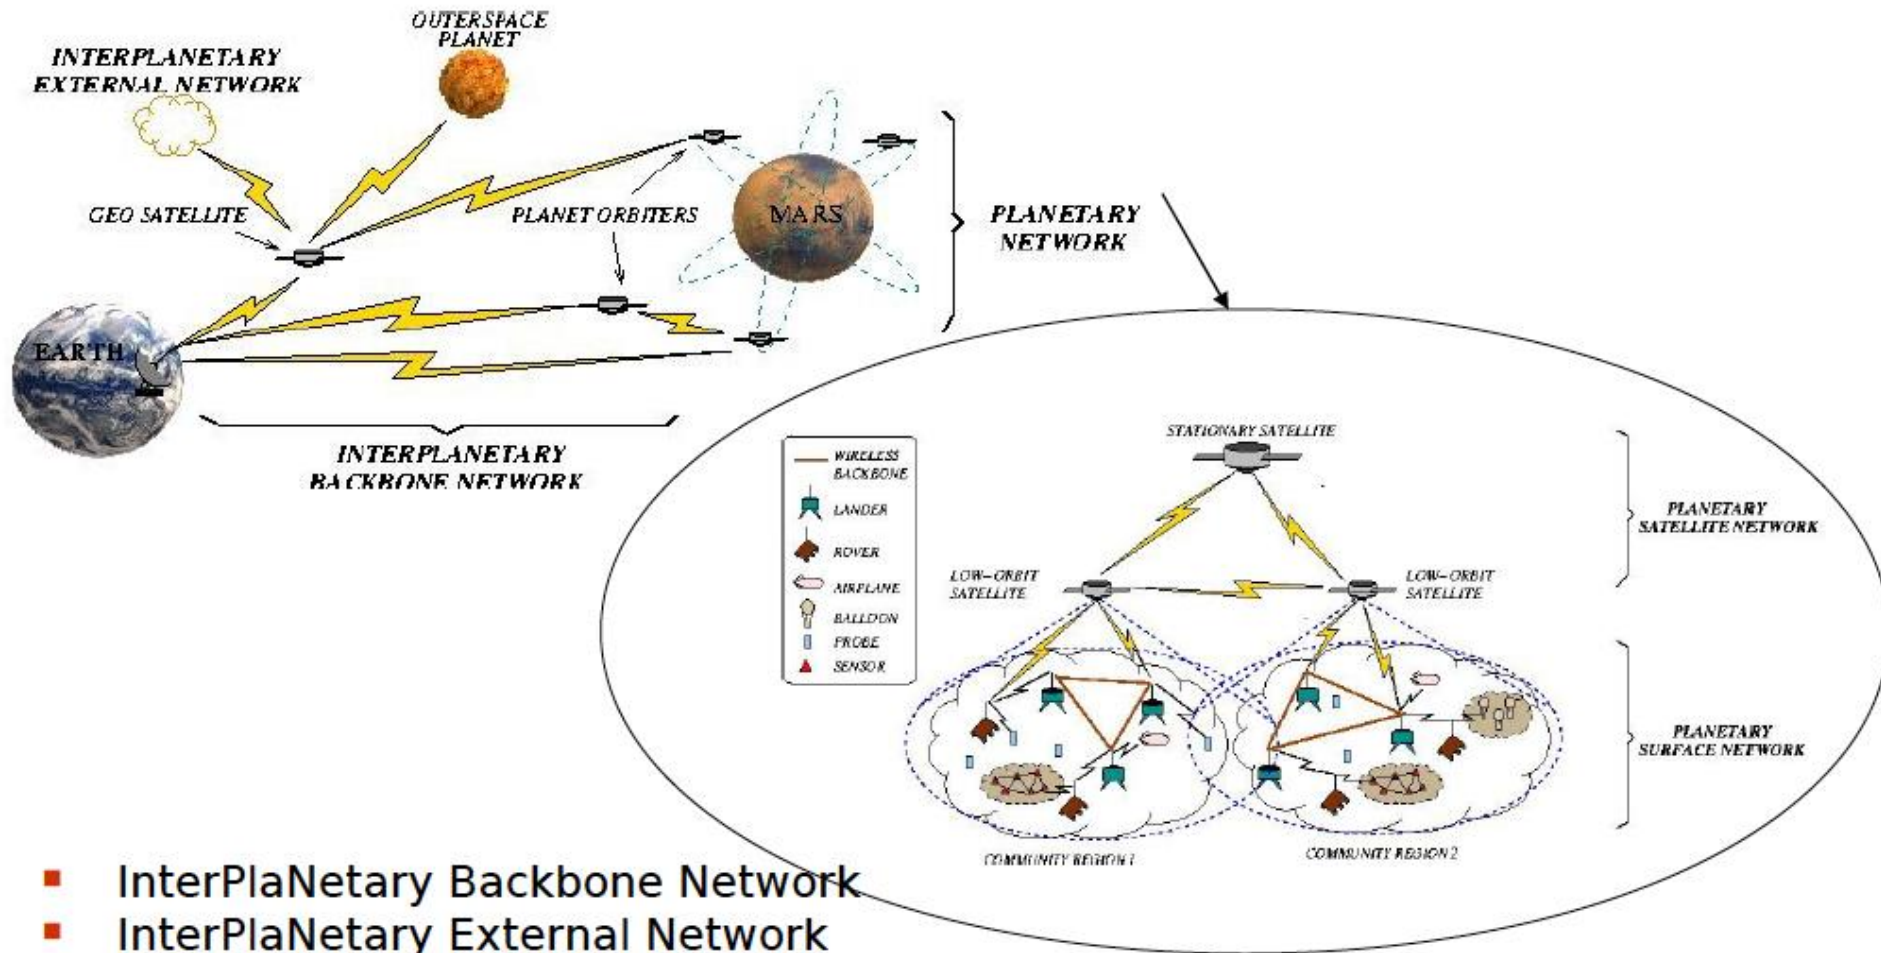 OUTERSPACE
PLANET
INTERPLANETARY
EXTERNAL NETWORK
GEO SATELLITE
PLANET ORBITERS
MARS
PLANETARY
NETWORK
EARTH
INTERPLANETARY
BACKBONE NETWORK
STATIONARY SATELLITE
WIRELESS
BACKBONE
LANDER
ROVER
AIRPLANE
BALLOON
PROBE
SENSOR
LOW-ORBIT
SATELLITE
LOW-ORBIT
SATELLITE
PLANETARY
SATELLITE NETWORK
PLANETARY
SURFACE NETWORK
COMMUNITY REGION 1
COMMUNITY REGION 2
InterPlaNetary Backbone Network
InterPlaNetary External Network